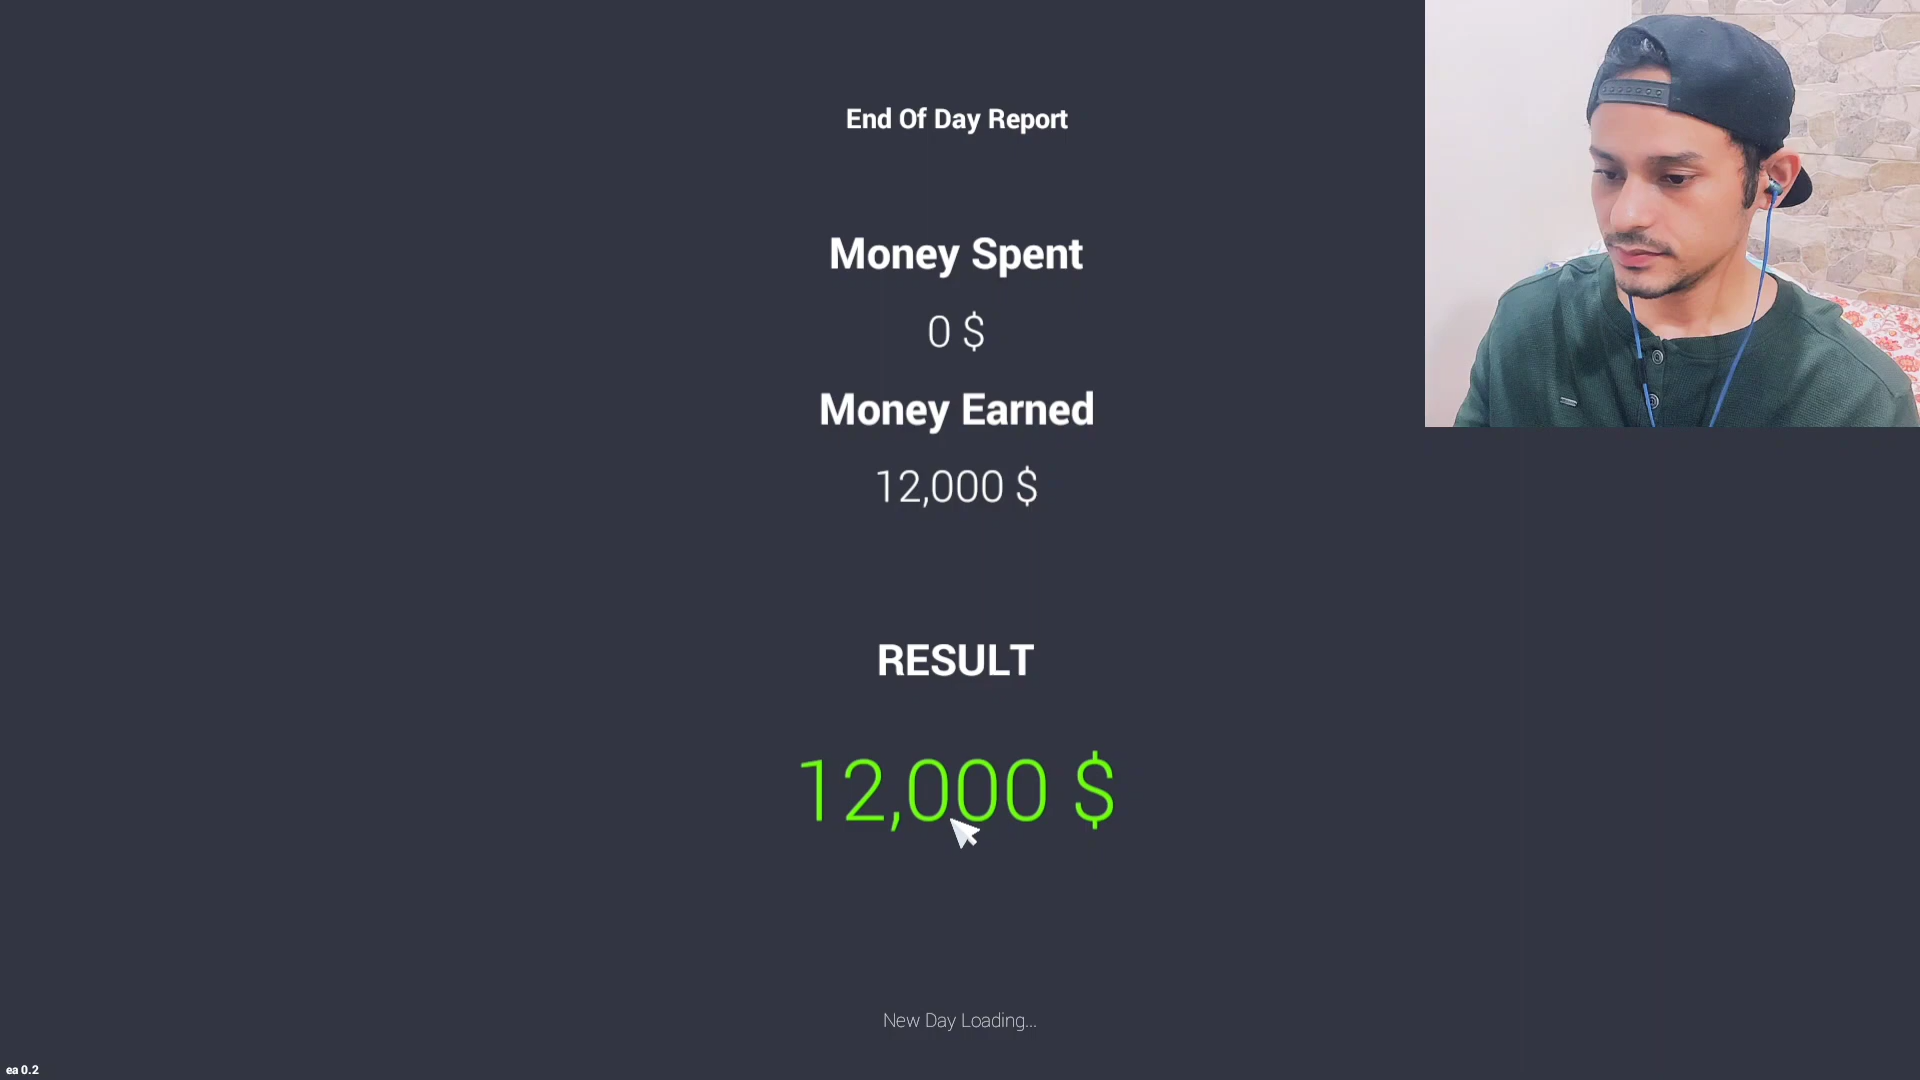 End Of Day Report
Money Spent
0 $
Money Earned
12,000 $
RESULT
12,000 $
New Day Loading...
ea 0.2